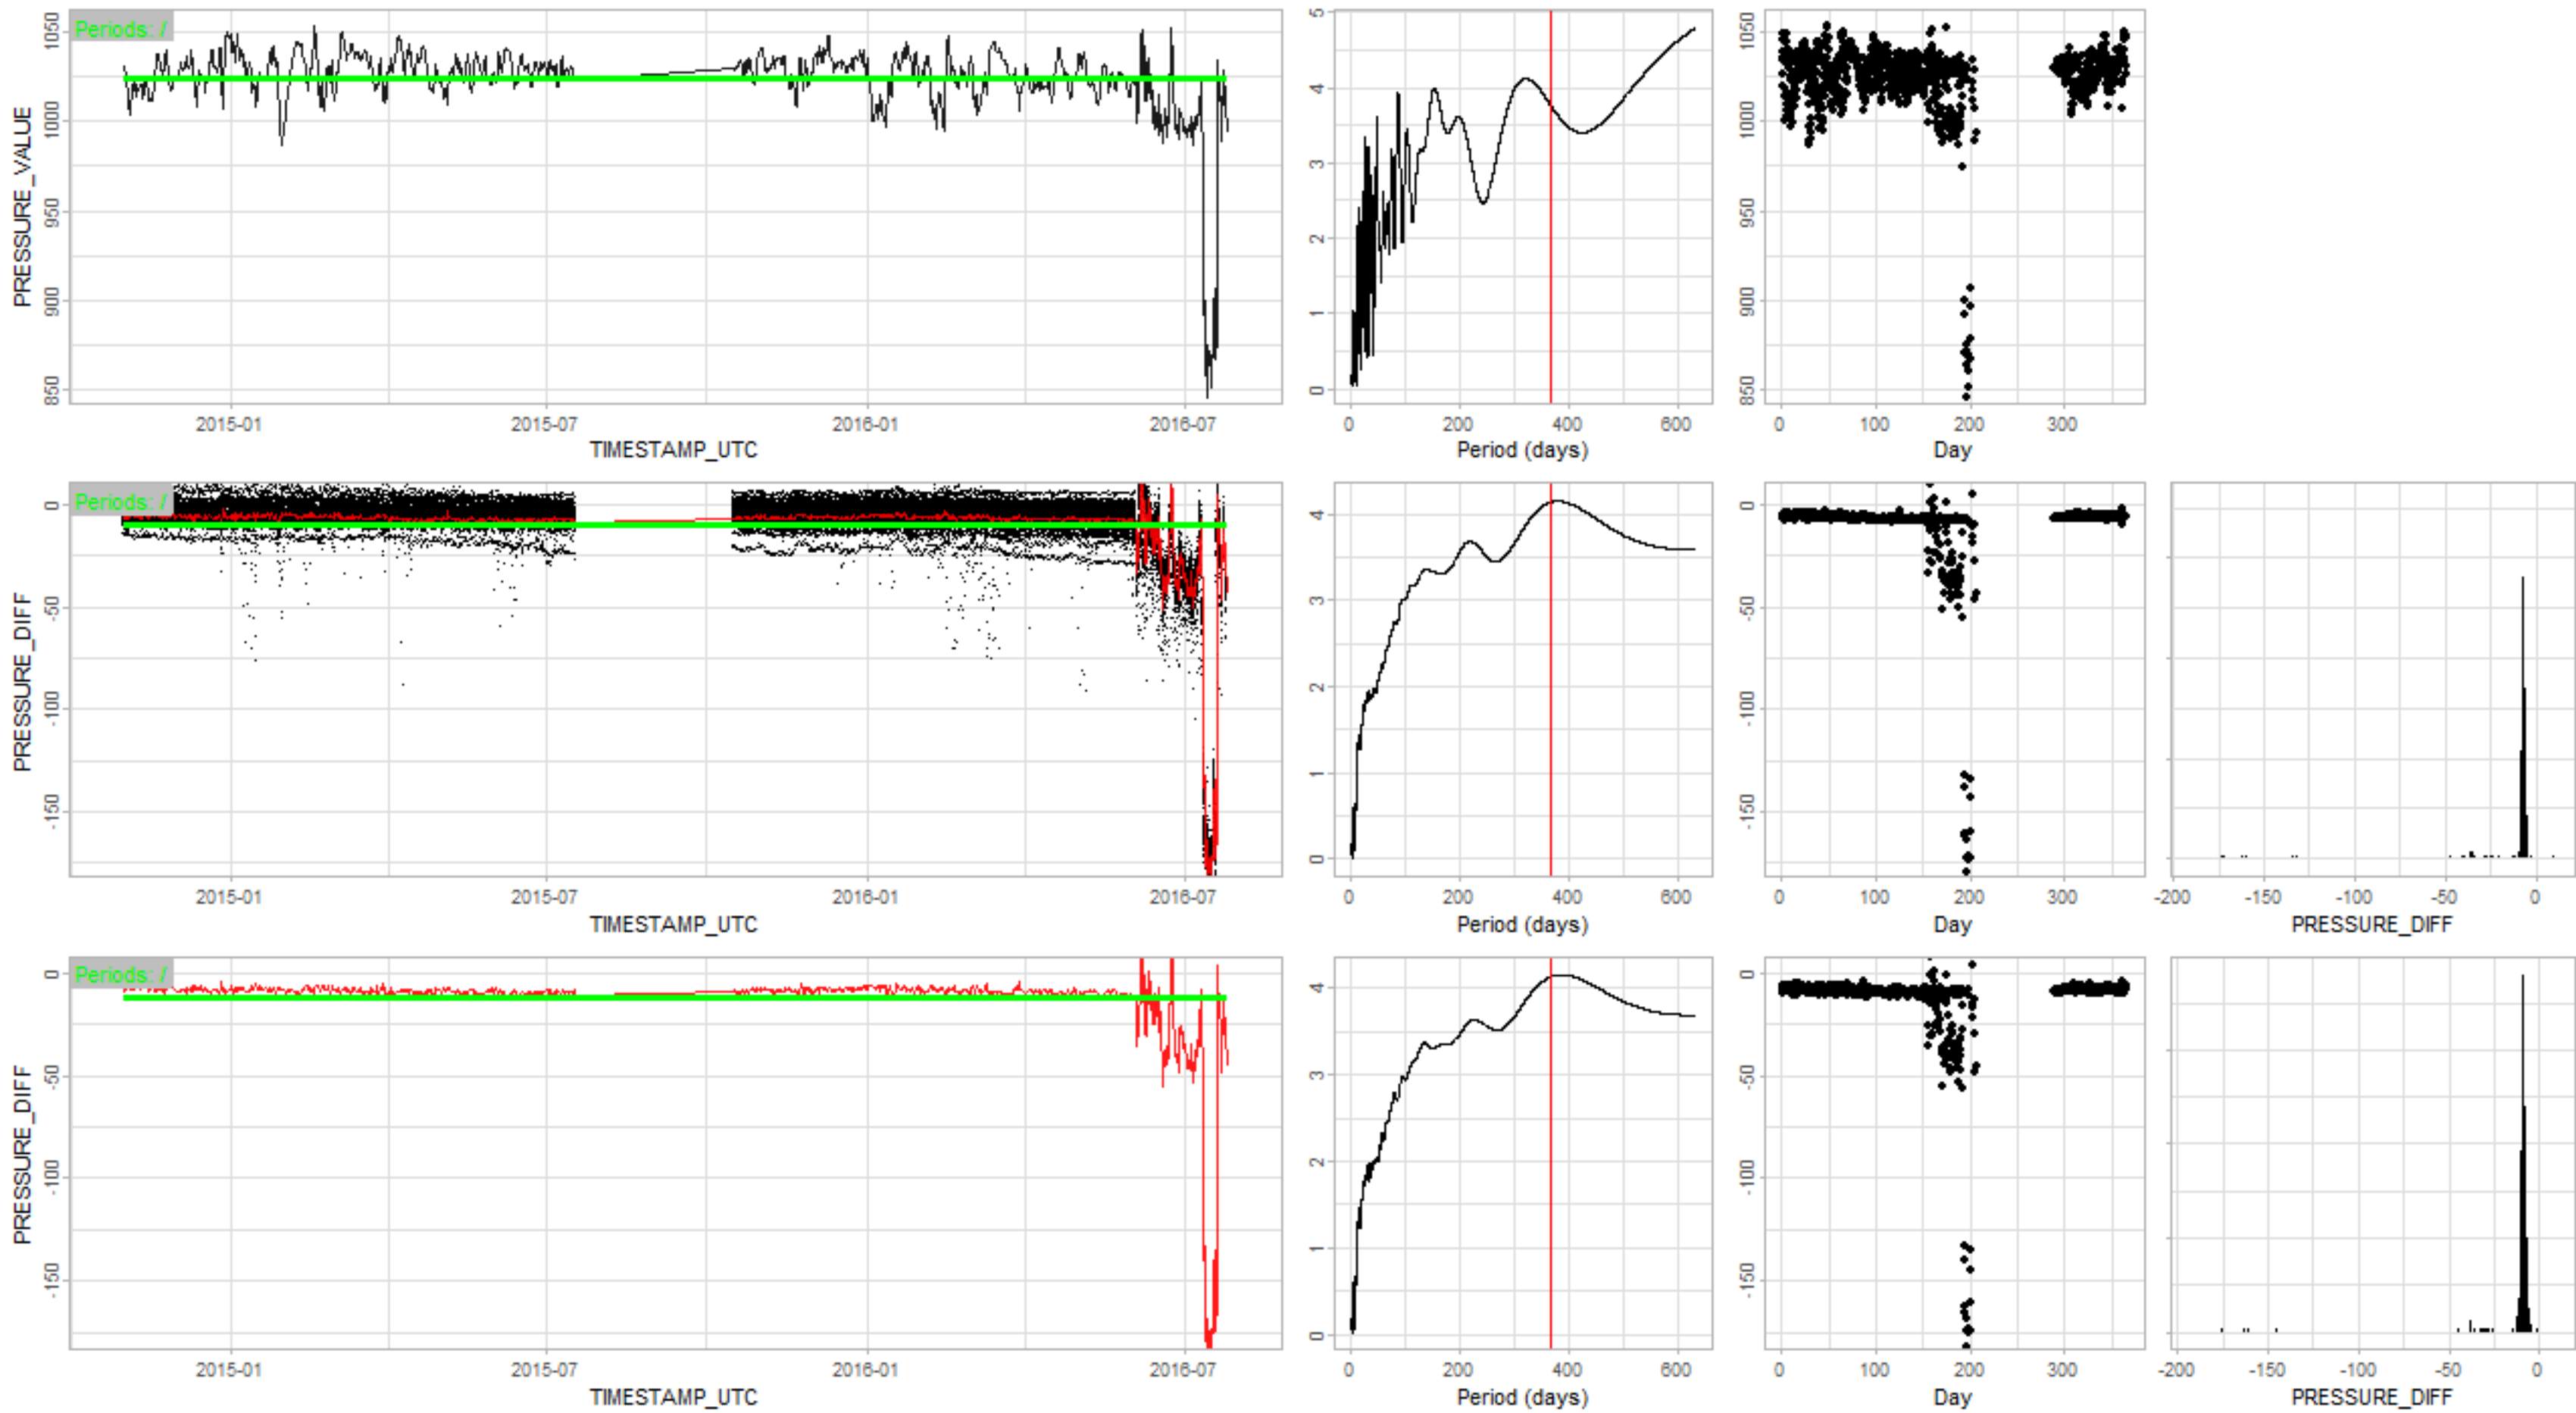 Periods: /
PRESSURE_VALUE
1050
1000
950
900
850
2015-01 2015-07 2016-01 2016-07
TIMESTAMP_UTC
5
4
3
2
1
0
0 200 400 600
Period (days)
1050
1000
950
900
850
0 100 200 300
Day
Periods: /
PRESSURE_DIFF
0
-50
-100
-150
2015-01 2015-07 2016-01 2016-07
TIMESTAMP_UTC
4
3
2
1
0
0 200 400 600
Period (days)
0
-50
-100
-150
0 100 200 300
Day
-200 -150 -100 -50 0
PRESSURE_DIFF
Periods: /
PRESSURE_DIFF
0
-50
-100
-150
2015-01 2015-07 2016-01 2016-07
TIMESTAMP_UTC
4
3
2
1
0
0 200 400 600
Period (days)
0
-50
-100
-150
0 100 200 300
Day
-200 -150 -100 -50 0
PRESSURE_DIFF